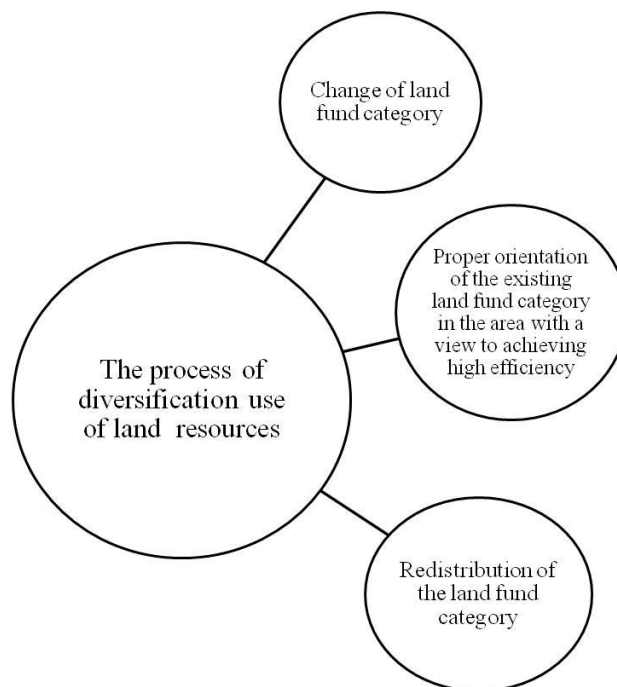 Change of land
fund category
Proper orientation
of the existing
land fund category
in the area with a
view to achieving
high efficiency
The process of
diversification use
of land resources
Redistribution of
the land fund
category